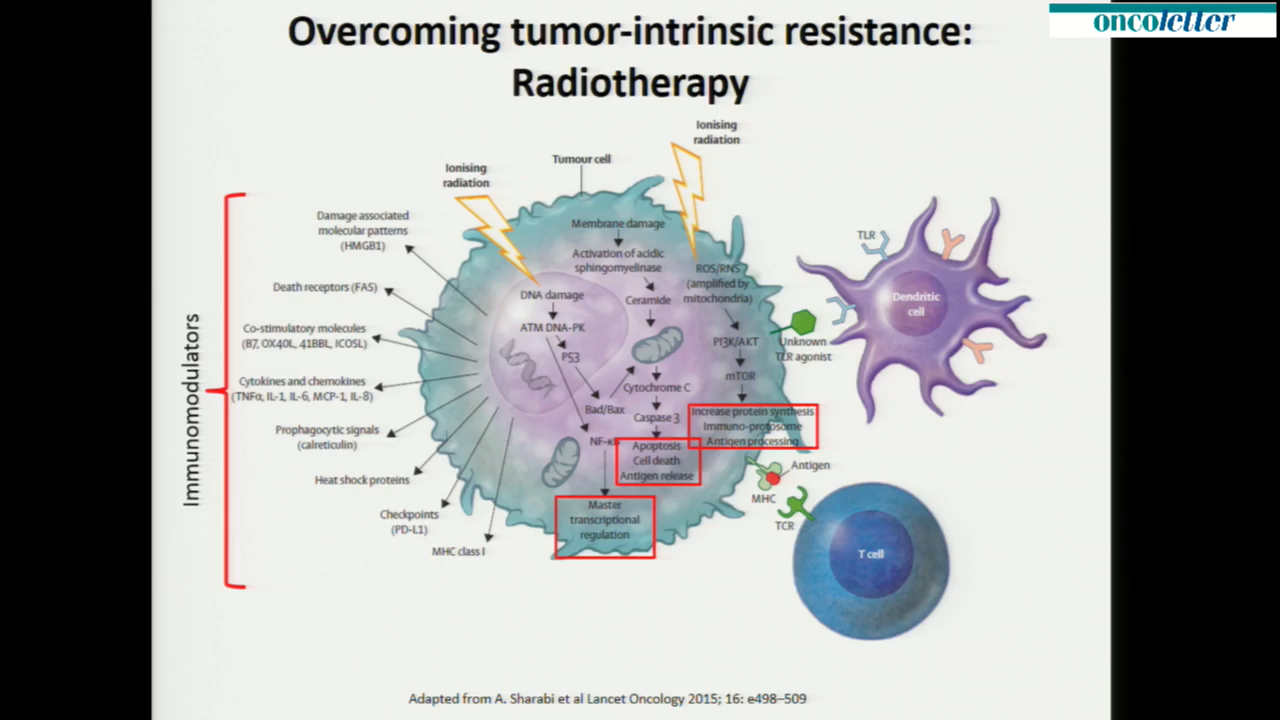 oncoletter
Overcoming tumor-intrinsic resistance:
Radiotherapy
Ionising
radiation
Tumour cell
Ionising
radiation
Immunomodulators
Damage associated
molecular patterns
(HMGB1)
Death receptors (FAS)
Co-stimulatory molecules
(B7, OX40L, 41BBL, ICOSL)
Cytokines and chemokines
(TNFα, IL-1, IL-6, MCP-1, IL-8)
Prophagocytic signals
(calreticulin)
Heat shock proteins
Checkpoints
(PD-L1)
MHC class I
Membrane damage
Activation of acidic
sphingomyelinase
Ceramide
DNA damage
ATM DNA-PK
P53
Bad/Bax
Cytochrome C
Caspase 3
NF-κ
Apoptosis
Cell death
Antigen release
Master
transcriptional
regulation
ROS/RNS
(amplified by
mitochondria)
PI3K/AKT
mTOR
Increase protein synthesis
Immuno-protosome
Antigen processing
TLR
Dendritic
cell
Unknown
TLR agonist
Antigen
MHC
TCR
T cell
Adapted from A. Sharabi et al Lancet Oncology 2015; 16: e498–509